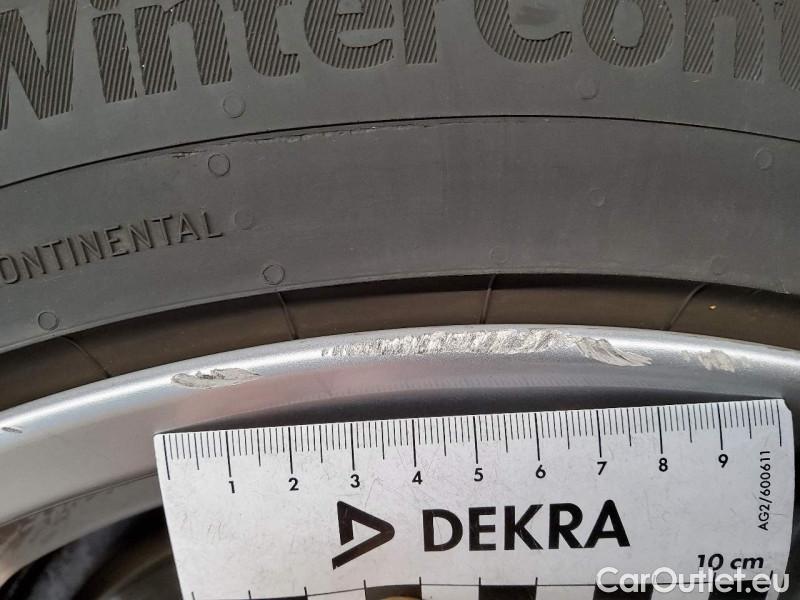 WinterCont
CONTINENTAL
1 2 3 4 5 6 7 8 9
DEKRA
10 cm
AG2/600611
CarOutlet.eu